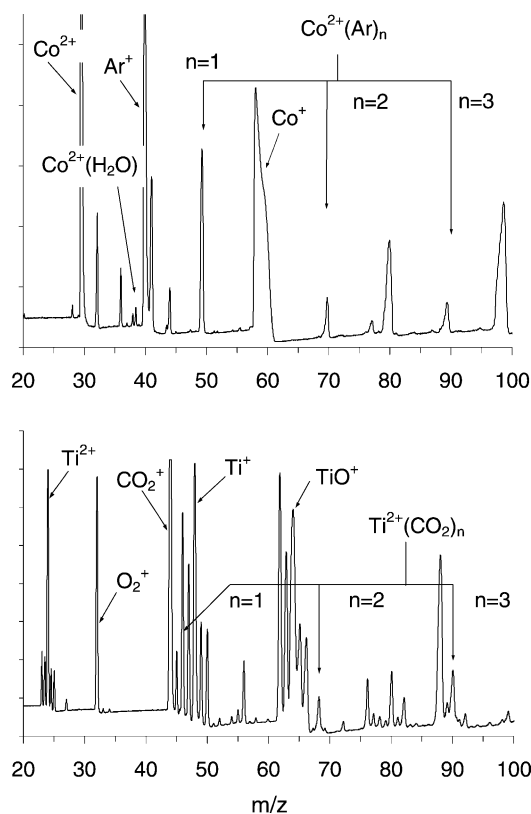 Co²⁺(Ar)ₙ
Co²⁺
Ar⁺
n=1
n=2
n=3
Co⁺
Co²⁺(H₂O)
20 30 40 50 60 70 80 90 100
Ti²⁺
CO₂⁺
Ti⁺
TiO⁺
Ti²⁺(CO₂)ₙ
O₂⁺
n=1
n=2
n=3
20 30 40 50 60 70 80 90 100
m/z